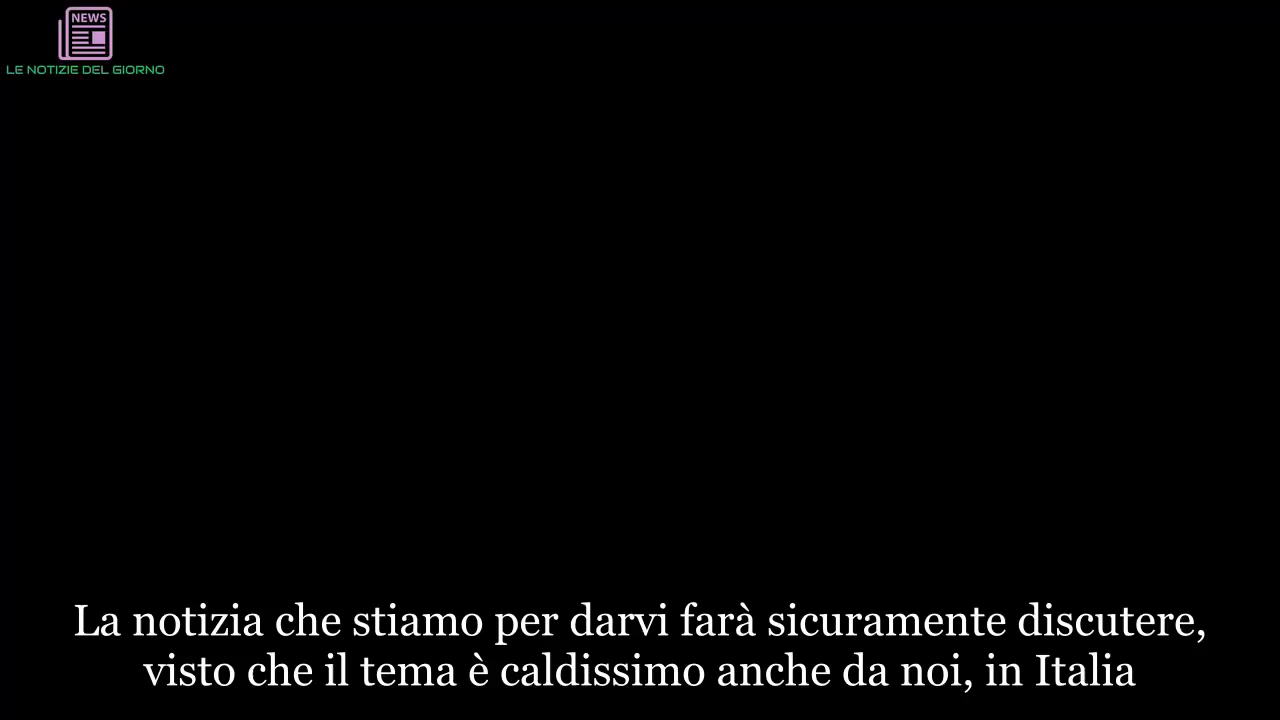 NEWS
LE NOTIZIE DEL GIORNO
La notizia che stiamo per darvi farà sicuramente discutere,
visto che il tema è caldissimo anche da noi, in Italia